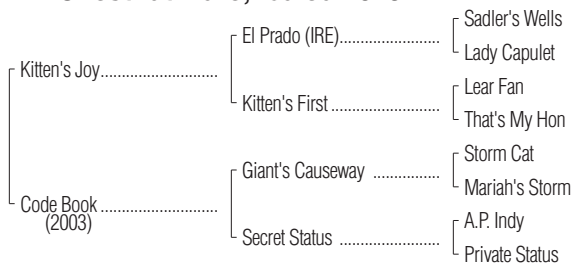 Sadler's Wells
El Prado (IRE)..........................
Lady Capulet
Kitten's Joy.............................
Lear Fan
Kitten's First ...........................
That's My Hon
Storm Cat
Giant's Causeway ................
Mariah's Storm
Code Book .............................
(2003)
A.P. Indy
Secret Status .........................
Private Status